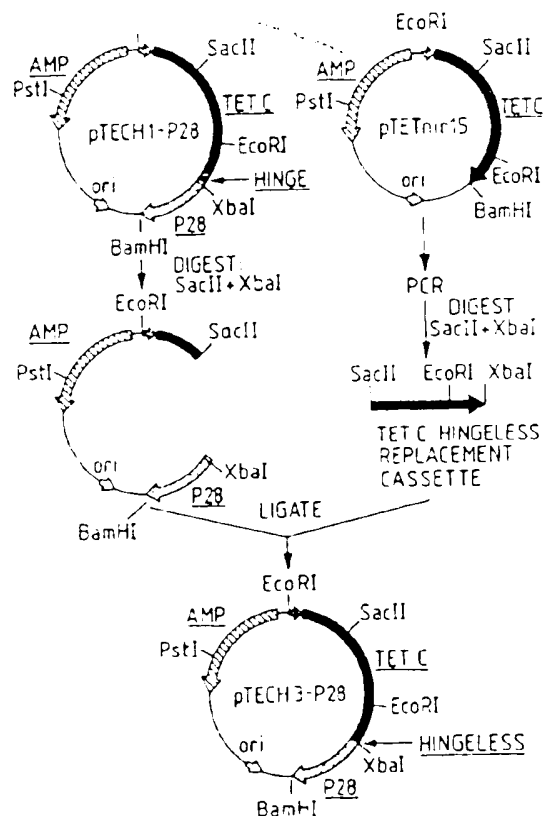 EcoRI
SacII
SacII
AMP
AMP
PstI
PstI
TET C
TETC
pTECH1-P28
pTETnir15
EcoRI
EcoRI
HINGE
ori
ori
XbaI
BamHI
P28
BamHI
DIGEST:
SacII+XbaI
PCR
DIGEST
SacII+XbaI
EcoRI
SacII
AMP
PstI
SacII
EcoRI
XbaI
TET C HINGELESS
REPLACEMENT
CASSETTE
ori
XbaI
P28
BamHI
LIGATE
EcoRI
AMP
SacII
PstI
TET C
pTECH3-P28
EcoRI
ori
HINGELESS
XbaI
P28
BamHI